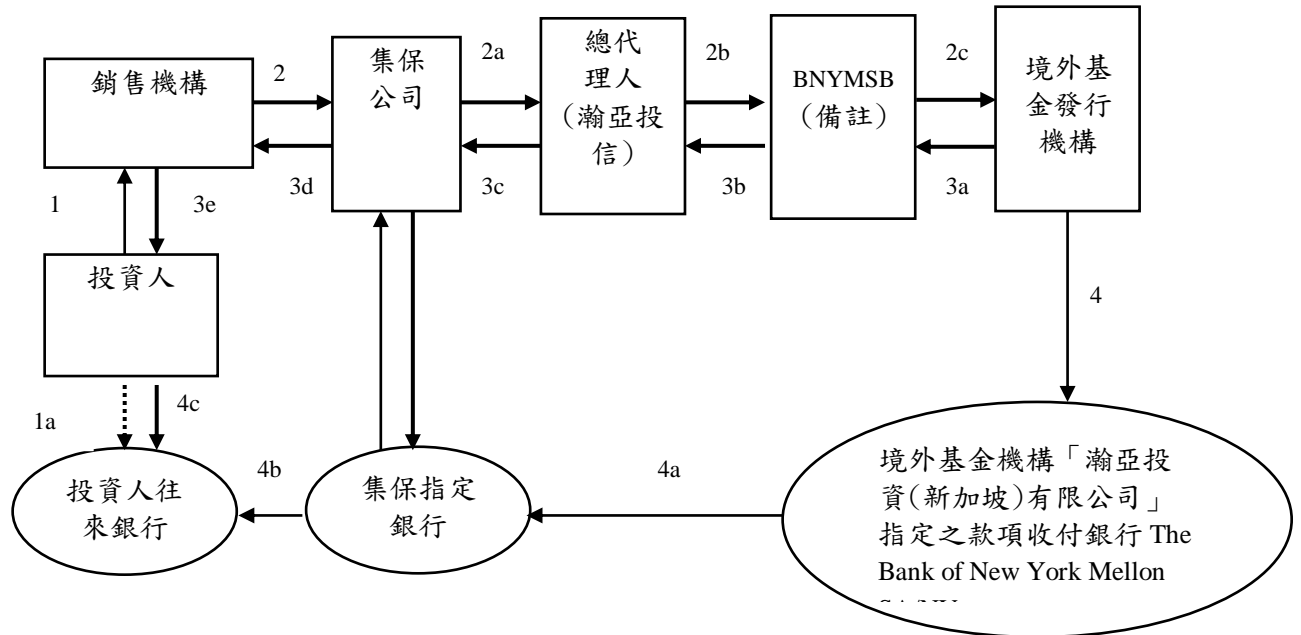 銷售機構
2
集保
公司
2a
總代
理人
(瀚亞投
信)
2b
BNYMSB
(備註)
2c
境外基
金發行
機構
3d
3c
3b
3a
1
3e
投資人
4
1a
4c
投資人往
來銀行
4b
集保指定
銀行
4a
境外基金機構「瀚亞投
資(新加坡)有限公司」
指定之款項收付銀行 The
Bank of New York Mellon